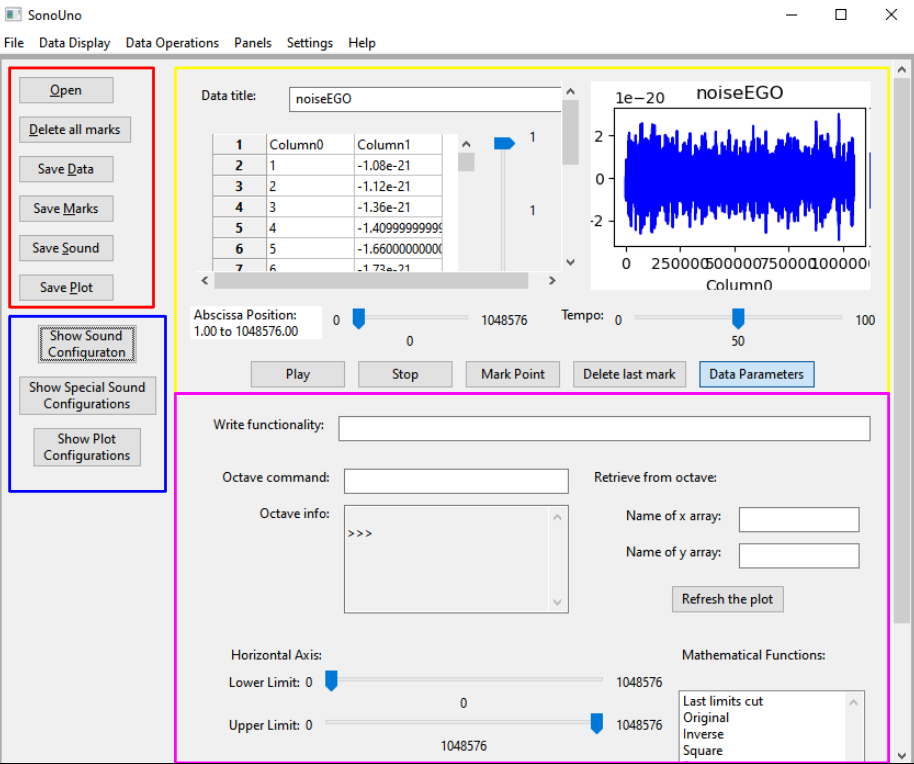 SonoUno
File Data Display Data Operations Panels Settings Help
Open
Delete all marks
Save Data
Save Marks
Save Sound
Save Plot
Show Sound
Configuraton
Show Special Sound
Configurations
Show Plot
Configurations
Data title: noiseEGO
1 Column0 Column1
2 1 -1.08e-21
3 2 -1.12e-21
4 3 -1.36e-21
5 4 -1.40999999999
6 5 -1.66000000000
7 6 -1.73e-21
1
1
noiseEGO
1e-20
2
0
-2
0 250000 500000 750000 1000000
Column0
Abscissa Position:
1.00 to 1048576.00
0 1048576
0
Tempo: 0 100
50
Play Stop Mark Point Delete last mark Data Parameters
Write functionality:
Octave command:
Octave info:
>>>
Retrieve from octave:
Name of x array:
Name of y array:
Refresh the plot
Horizontal Axis:
Lower Limit: 0 1048576
0
Upper Limit: 0 1048576
1048576
Mathematical Functions:
Last limits cut
Original
Inverse
Square